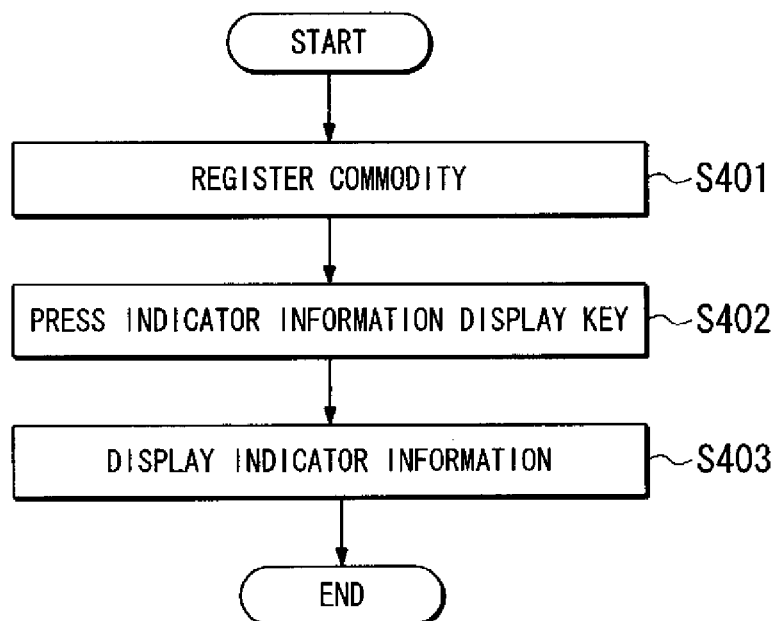 START
REGISTER COMMODITY
S401
PRESS INDICATOR INFORMATION DISPLAY KEY
S402
DISPLAY INDICATOR INFORMATION
S403
END